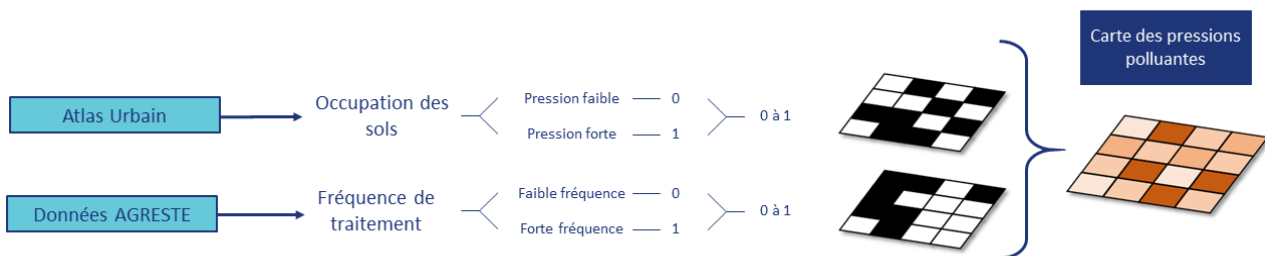 Carte des pressions
polluantes
Atlas Urbain
Occupation des
sols
Pression faible 0
Pression forte 1
0 à 1
Données AGRESTE
Fréquence de
traitement
Faible fréquence 0
Forte fréquence 1
0 à 1